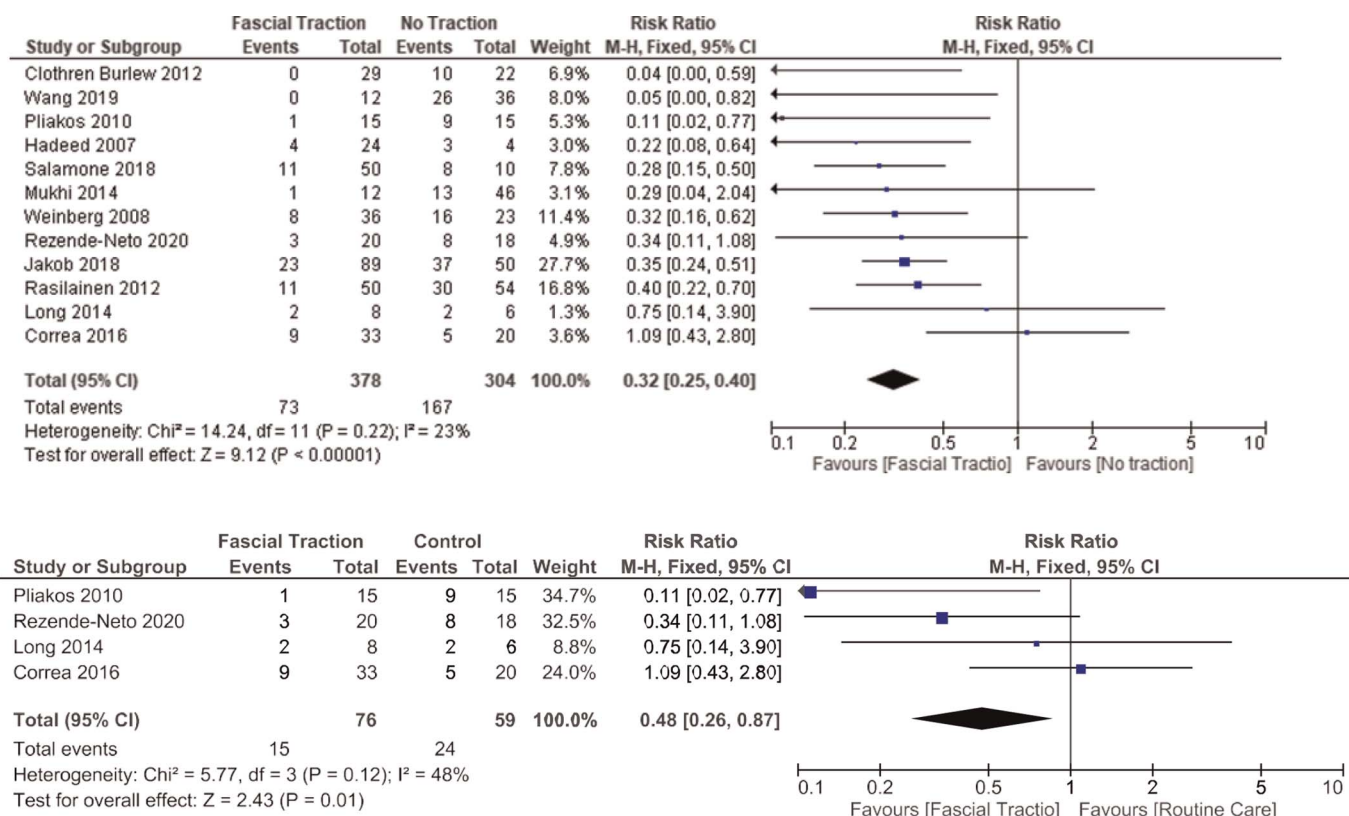 Fascial Traction No Traction Risk Ratio Risk Ratio
Study or Subgroup Events Total Events Total Weight M-H, Fixed, 95% CI M-H, Fixed, 95% CI
Clothren Burlew 2012 0 29 10 22 6.9% 0.04 [0.00, 0.59]
Wang 2019 0 12 26 36 8.0% 0.05 [0.00, 0.82]
Pliakos 2010 1 15 9 15 5.3% 0.11 [0.02, 0.77]
Hadeed 2007 4 24 3 4 3.0% 0.22 [0.08, 0.64]
Salamone 2018 11 50 8 10 7.8% 0.28 [0.15, 0.50]
Mukhi 2014 1 12 13 46 3.1% 0.29 [0.04, 2.04]
Weinberg 2008 8 36 16 23 11.4% 0.32 [0.16, 0.62]
Rezende-Neto 2020 3 20 8 18 4.9% 0.34 [0.11, 1.08]
Jakob 2018 23 89 37 50 27.7% 0.35 [0.24, 0.51]
Rasilainen 2012 11 50 30 54 16.8% 0.40 [0.22, 0.70]
Long 2014 2 8 2 6 1.3% 0.75 [0.14, 3.90]
Correa 2016 9 33 5 20 3.6% 1.09 [0.43, 2.80]
Total (95% CI) 378 304 100.0% 0.32 [0.25, 0.40]
Total events 73 167
Heterogeneity: Chi² = 14.24, df = 11 (P = 0.22); I² = 23%
Test for overall effect: Z = 9.12 (P < 0.00001)
0.1 0.2 0.5 1 2 5 10
Favours [Fascial Tractio] Favours [No traction]
Fascial Traction Control Risk Ratio Risk Ratio
Study or Subgroup Events Total Events Total Weight M-H, Fixed, 95% CI M-H, Fixed, 95% CI
Pliakos 2010 1 15 9 15 34.7% 0.11 [0.02, 0.77]
Rezende-Neto 2020 3 20 8 18 32.5% 0.34 [0.11, 1.08]
Long 2014 2 8 2 6 8.8% 0.75 [0.14, 3.90]
Correa 2016 9 33 5 20 24.0% 1.09 [0.43, 2.80]
Total (95% CI) 76 59 100.0% 0.48 [0.26, 0.87]
Total events 15 24
Heterogeneity: Chi² = 5.77, df = 3 (P = 0.12); I² = 48%
Test for overall effect: Z = 2.43 (P = 0.01)
0.1 0.2 0.5 1 2 5 10
Favours [Fascial Tractio] Favours [Routine Care]